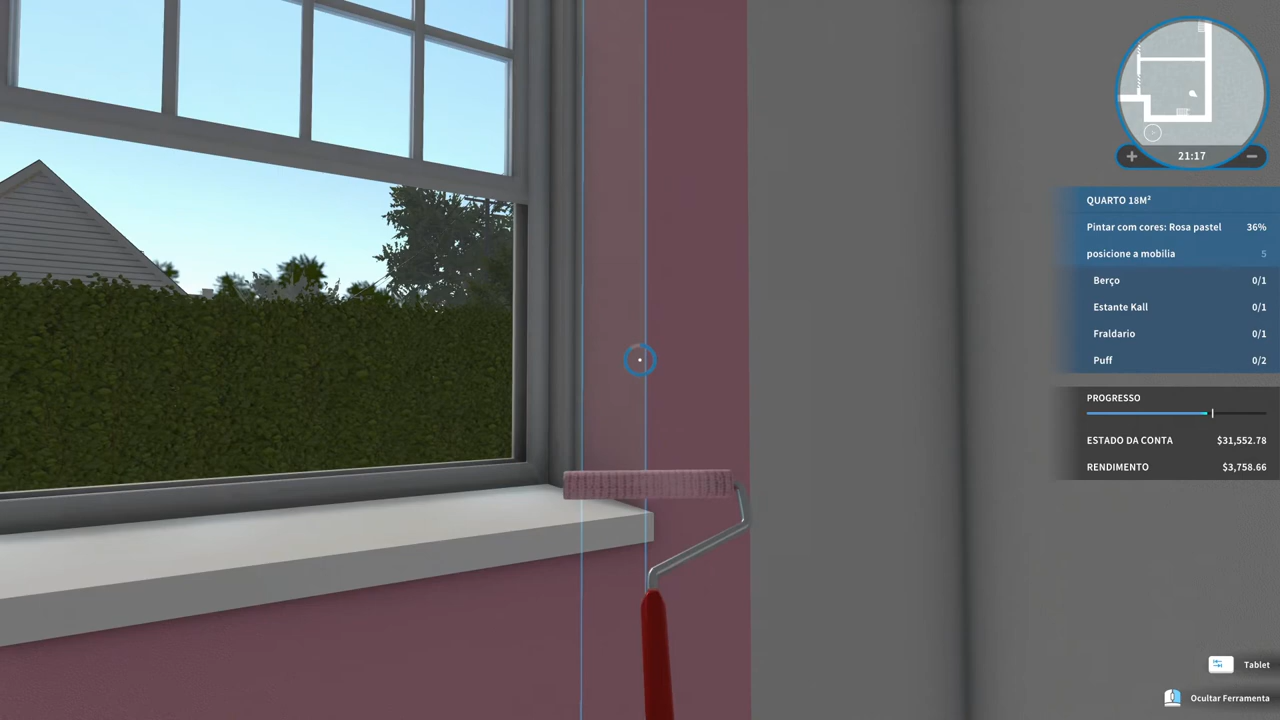 21:17
QUARTO 18M²
Pintar com cores: Rosa pastel 36%
posicione a mobília 5
Berço 0/1
Estante Kall 0/1
Fraldario 0/1
Puff 0/2
PROGRESSO
ESTADO DA CONTA $31,552.78
RENDIMENTO $3,758.66
Tablet
Ocultar Ferramenta